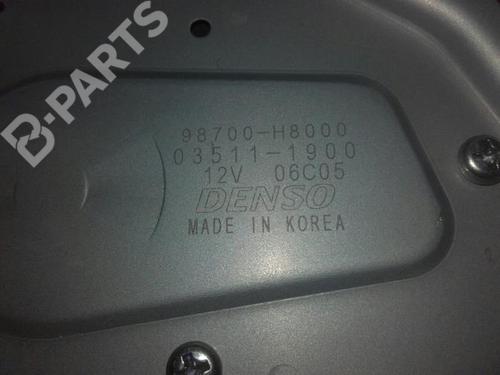 B-PARTS
98700-H8000
03511-1900
12V 06C05
DENSO
MADE IN KOREA